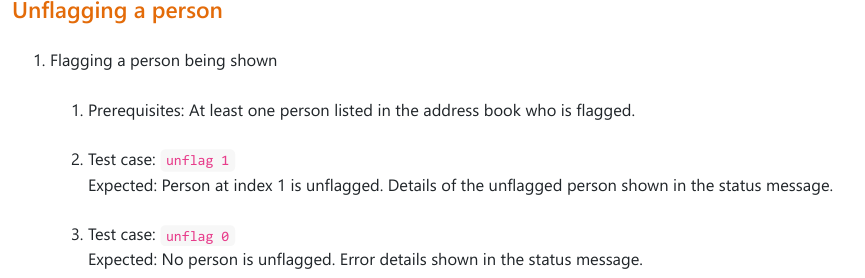 Unflagging a person
1. Flagging a person being shown
1. Prerequisites: At least one person listed in the address book who is flagged.
2. Test case: unflag 1
Expected: Person at index 1 is unflagged. Details of the unflagged person shown in the status message.
3. Test case: unflag 0
Expected: No person is unflagged. Error details shown in the status message.